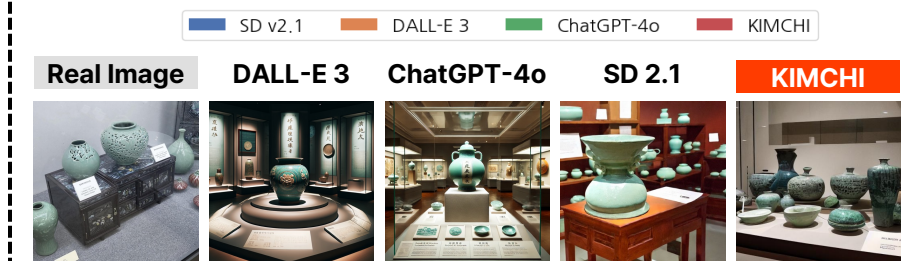 SD v2.1 DALL-E 3 ChatGPT-4o KIMCHI
Real Image DALL-E 3 ChatGPT-4o SD 2.1 KIMCHI